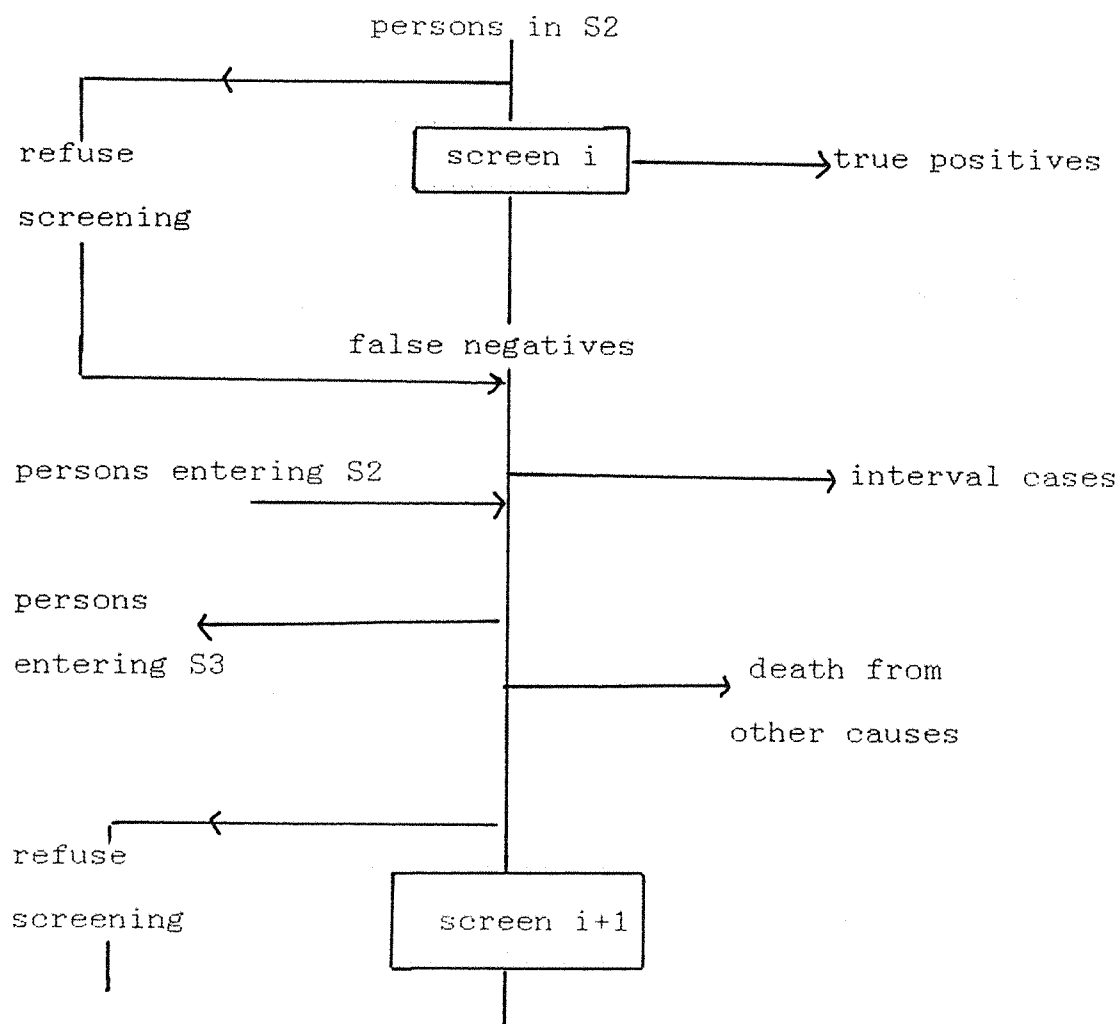 persons in S2
refuse
screening
screen i
true positives
false negatives
persons entering S2
interval cases
persons
entering S3
death from
other causes
refuse
screening
screen i+1